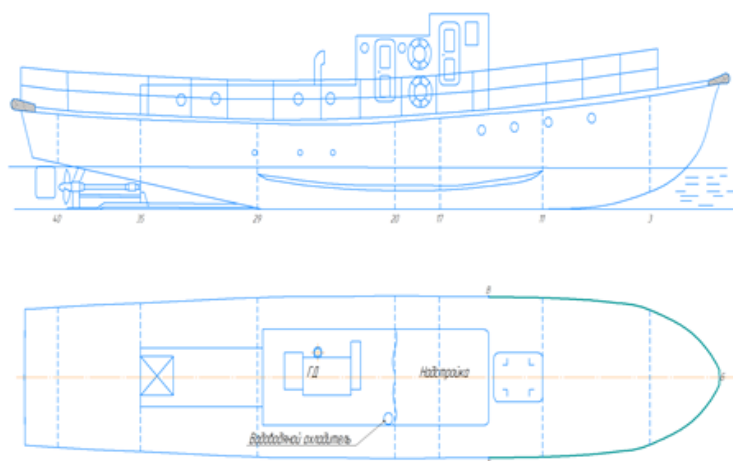 40 35 29 20 17 11 3
в
ГД
Надстройка
б
Водоводяной охладитель